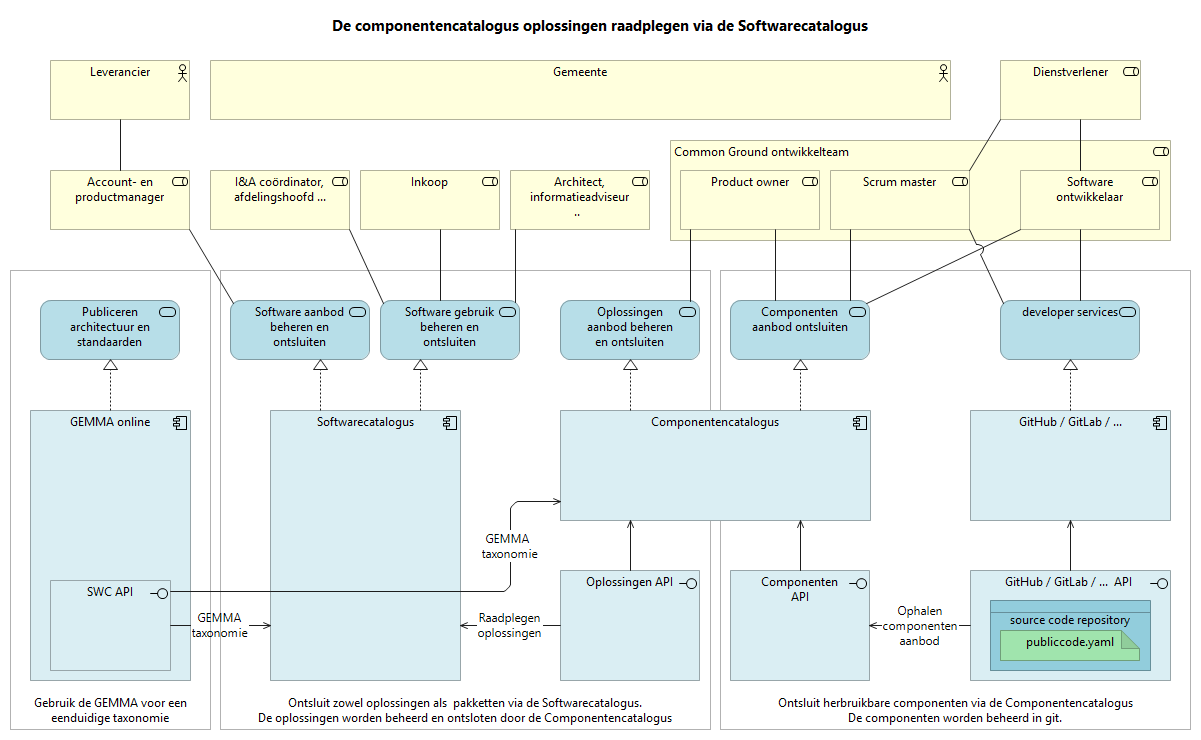 De componentencatalogus oplossingen raadplegen via de Softwarecatalogus
Leverancier
Gemeente
Dienstverlener
Common Ground ontwikkelteam
Account- en
productmanager
I&A coördinator,
afdelingshoofd ...
Inkoop
Architect,
informatieadviseur
..
Product owner
Scrum master
Software
ontwikkelaar
Publiceren
architectuur en
standaarden
Software aanbod
beheren en
ontsluiten
Software gebruik
beheren en
ontsluiten
Oplossingen
aanbod beheren
en ontsluiten
Componenten
aanbod ontsluiten
developer services
GEMMA online
Softwarecatalogus
Componentencatalogus
GitHub / GitLab / ...
GEMMA
taxonomie
SWC API
GEMMA
taxonomie
Raadplegen
oplossingen
Oplossingen API
Componenten
API
Ophalen
componenten
aanbod
GitHub / GitLab / ... API
source code repository
publiccode.yaml
Gebruik de GEMMA voor een
eenduidige taxonomie
Ontsluit zowel oplossingen als pakketten via de Softwarecatalogus.
De oplossingen worden beheerd en ontsloten door de Componentencatalogus
Ontsluit herbruikbare componenten via de Componentencatalogus
De componenten worden beheerd in git.